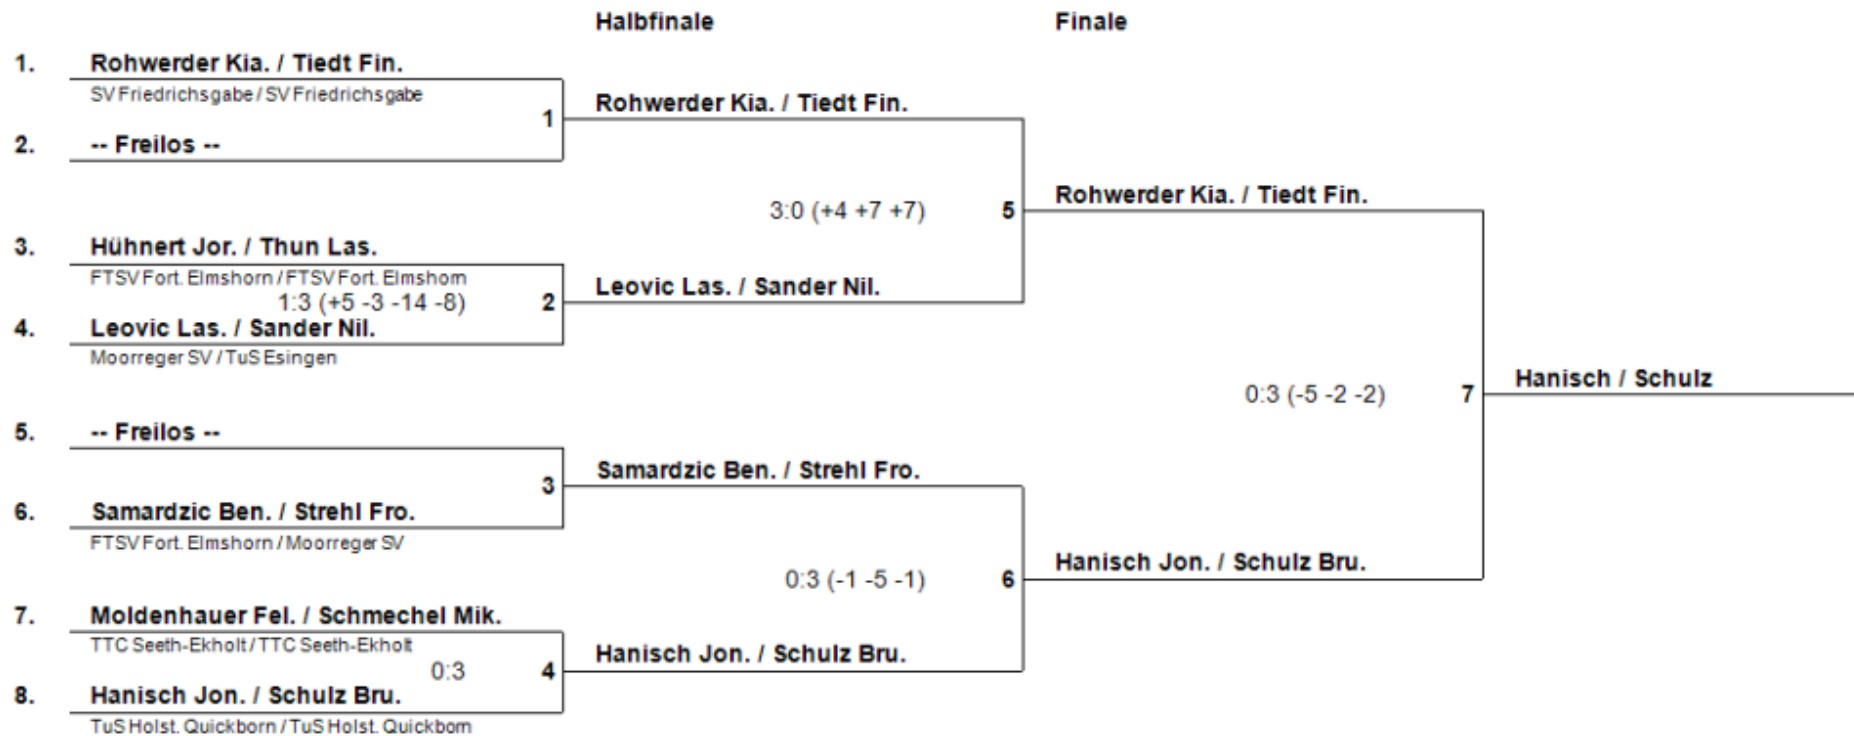 Halbfinale Finale
1. Rohwerder Kia. / Tiedt Fin.
SV Friedrichsgabe / SV Friedrichsgabe
1 Rohwerder Kia. / Tiedt Fin.
2. -- Freilos --
Rohwerder Kia. / Tiedt Fin.
3:0 (+4 +7 +7) 5
3. Hühnert Jor. / Thun Las.
FTSV Fort. Elmshorn / FTSV Fort. Elmshorn
1:3 (+5 -3 -14 -8) 2 Leovic Las. / Sander Nil.
4. Leovic Las. / Sander Nil.
Moorreger SV / TuS Esingen
0:3 (-5 -2 -2) 7 Hanisch / Schulz
5. -- Freilos --
3 Samardzic Ben. / Strehl Fro.
6. Samardzic Ben. / Strehl Fro.
FTSV Fort. Elmshorn / Moorreger SV
Hanisch Jon. / Schulz Bru.
0:3 (-1 -5 -1) 6
7. Moldenhauer Fel. / Schmechel Mik.
TTC Seeth-Ekholt / TTC Seeth-Ekholt
0:3 4 Hanisch Jon. / Schulz Bru.
8. Hanisch Jon. / Schulz Bru.
TuS Holst. Quickborn / TuS Holst. Quickborn